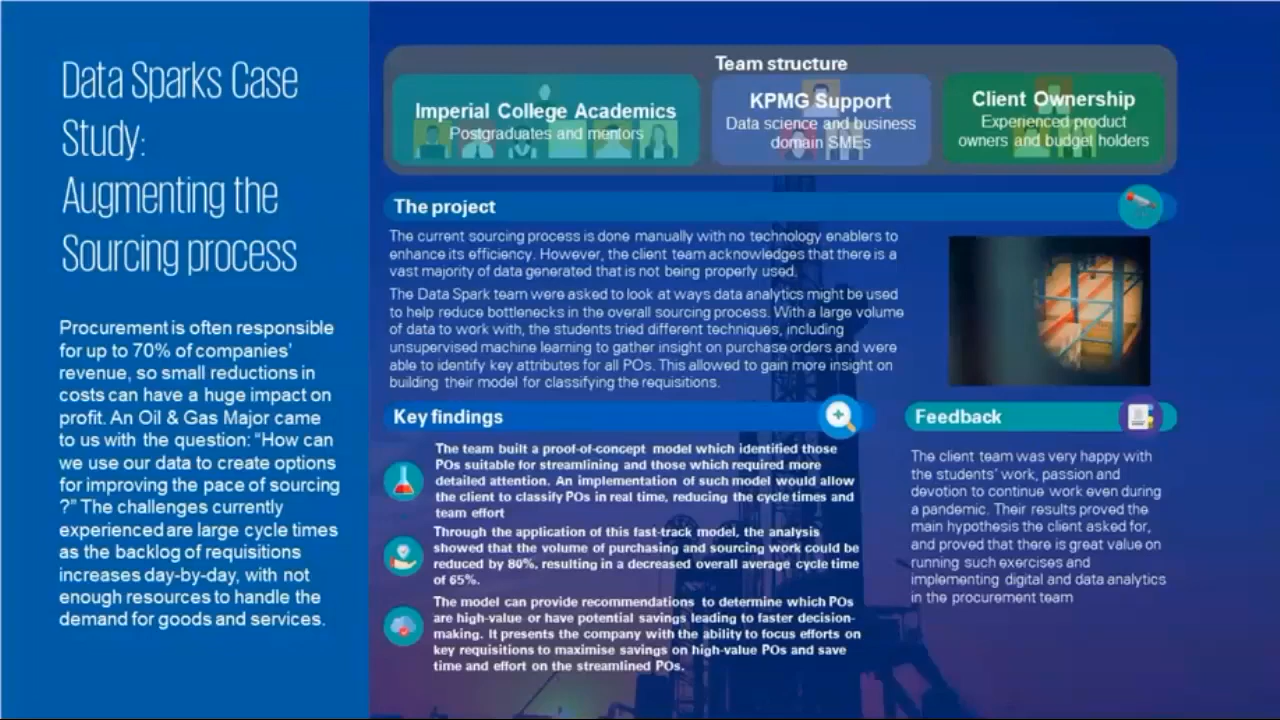 Data Sparks Case
Study:
Augmenting the
Sourcing process
Procurement is often responsible
for up to 70% of companies'
revenue, so small reductions in
costs can have a huge impact on
profit. An Oil & Gas Major came
to us with the question: “How can
we use our data to create options
for improving the pace of sourcing
?” The challenges currently
experienced are large cycle times
as the backlog of requisitions
increases day-by-day, with not
enough resources to handle the
demand for goods and services.
Team structure
Imperial College Academics
Postgraduates and mentors
KPMG Support
Data science and business
domain SMEs
Client Ownership
Experienced product
owners and budget holders
The project
The current sourcing process is done manually with no technology enablers to
enhance its efficiency. However, the client team acknowledges that there is a
vast majority of data generated that is not being properly used.
The Data Spark team were asked to look at ways data analytics might be used
to help reduce bottlenecks in the overall sourcing process. With a large volume
of data to work with, the students tried different techniques, including
unsupervised machine learning to gather insight on purchase orders and were
able to identify key attributes for all POs. This allowed to gain more insight on
building their model for classifying the requisitions.
Key findings
The team built a proof-of-concept model which identified those
POs suitable for streamlining and those which required more
detailed attention. An implementation of such model would allow
the client to classify POs in real time, reducing the cycle times and
team effort
Through the application of this fast-track model, the analysis
showed that the volume of purchasing and sourcing work could be
reduced by 80%, resulting in a decreased overall average cycle time
of 65%.
The model can provide recommendations to determine which POs
are high-value or have potential savings leading to faster decision-
making. It presents the company with the ability to focus efforts on
key requisitions to maximise savings on high-value POs and save
time and effort on the streamlined POs.
Feedback
The client team was very happy with
the students' work, passion and
devotion to continue work even during
a pandemic. Their results proved the
main hypothesis the client asked for,
and proved that there is great value on
running such exercises and
implementing digital and data analytics
in the procurement team